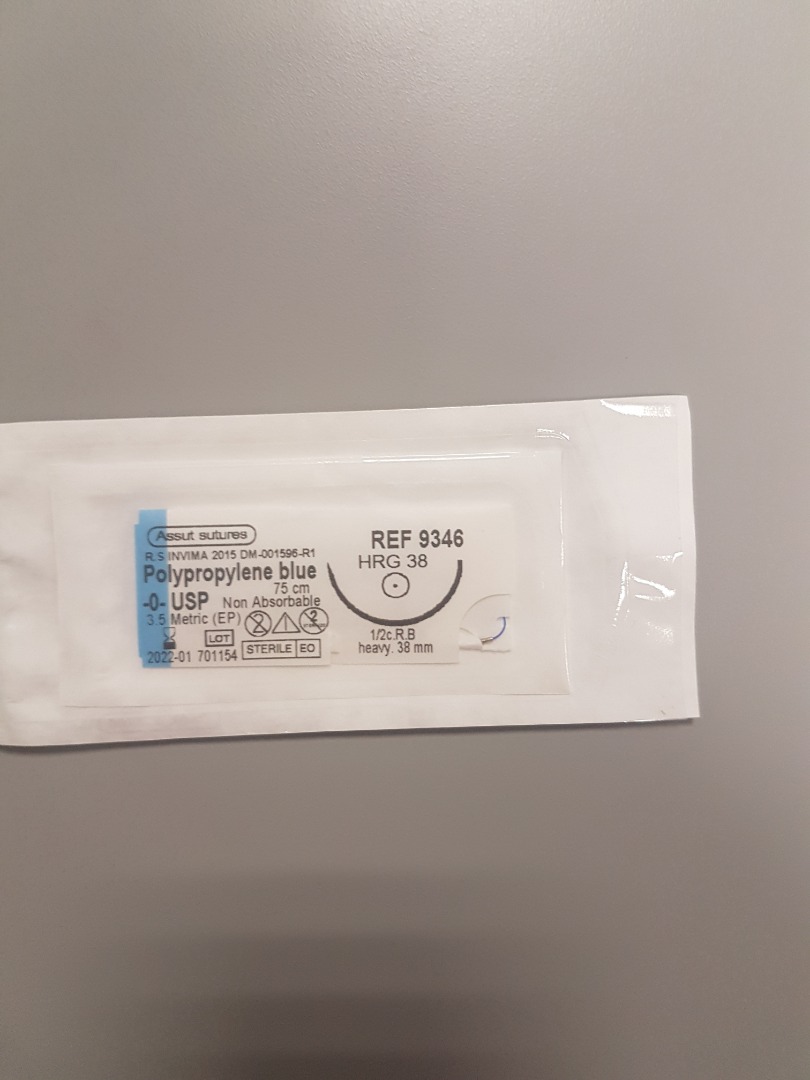 Assut sutures
R.S INVIMA 2015 DM-001596-R1
Polypropylene blue
75 cm
-0- USP Non Absorbable
3.5 Metric (EP)
2
LOT
STERILE EO
2022-01 701154
REF 9346
HRG 38
1/2c.R.B
heavy. 38 mm